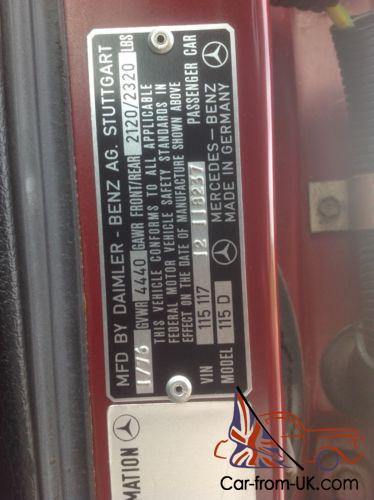 MFD BY DAIMLER - BENZ AG. STUTTGART
1/76 GVWR 4440 GAWR FRONT/REAR 2120/2320 LBS
THIS VEHICLE CONFORMS TO ALL APPLICABLE
FEDERAL MOTOR VEHICLE SAFETY STANDARDS IN
EFFECT ON THE DATE OF MANUFACTURE SHOWN ABOVE
PASSENGER CAR
VIN 115 117 12 118237 MERCEDES-BENZ
MODEL 115 D MADE IN GERMANY
MATION
Car-from-UK.com